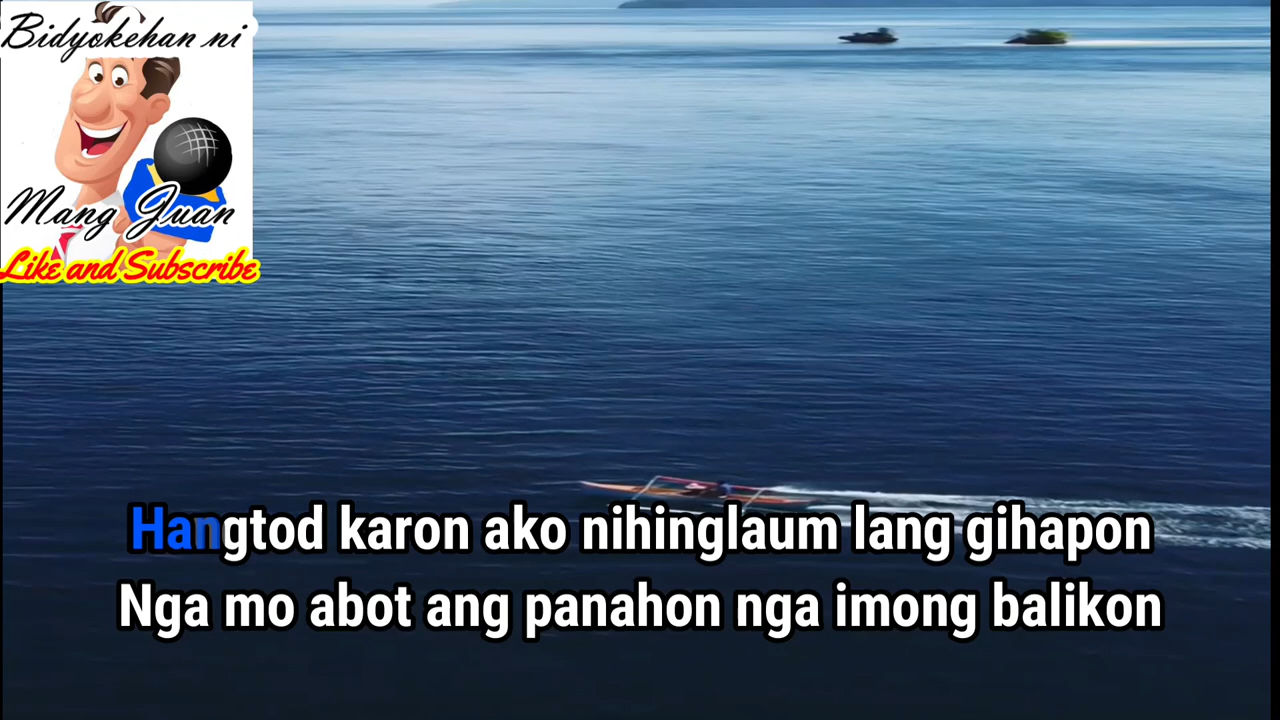 Bidyokehan ni
Mang Juan
Like and Subscribe
Hangtod karon ako nihinglaum lang gihapon
Nga mo abot ang panahon nga imong balikon